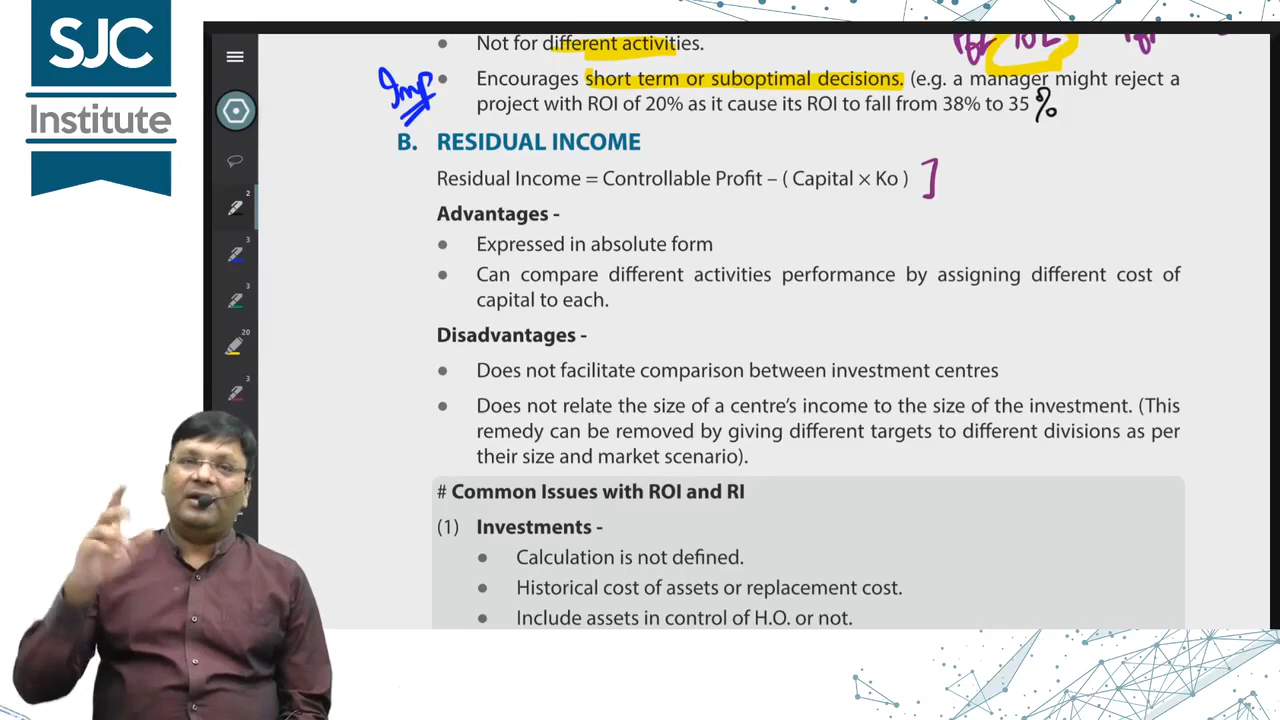 SJC
Institute
• Not for different activities.
Imp
• Encourages short term or suboptimal decisions. (e.g. a manager might reject a
project with ROI of 20% as it cause its ROI to fall from 38% to 35 %
B. RESIDUAL INCOME
Residual Income = Controllable Profit – ( Capital × Ko ) ]
Advantages -
• Expressed in absolute form
• Can compare different activities performance by assigning different cost of
capital to each.
Disadvantages -
• Does not facilitate comparison between investment centres
• Does not relate the size of a centre's income to the size of the investment. (This
remedy can be removed by giving different targets to different divisions as per
their size and market scenario).
# Common Issues with ROI and RI
(1) Investments -
• Calculation is not defined.
• Historical cost of assets or replacement cost.
• Include assets in control of H.O. or not.
2
3
3
20
3